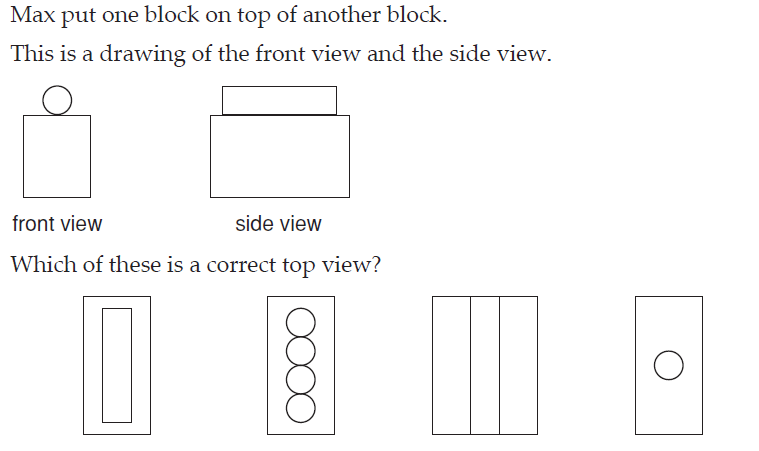 Max put one block on top of another block.
This is a drawing of the front view and the side view.
front view
side view
Which of these is a correct top view?